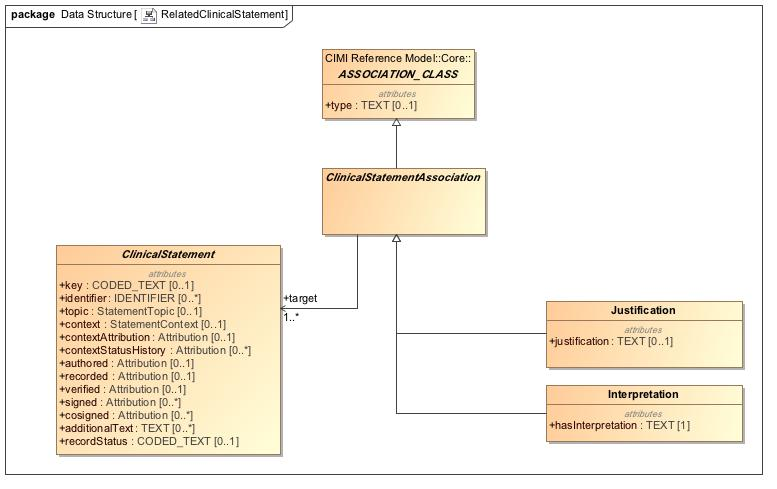 package Data Structure [ RelatedClinicalStatement]
CIMI Reference Model::Core::
ASSOCIATION_CLASS
attributes
+type : TEXT [0..1]
ClinicalStatementAssociation
ClinicalStatement
attributes
+key : CODED_TEXT [0..1]
+identifier : IDENTIFIER [0..*]
+topic : StatementTopic [0..1]
+context : StatementContext [0..*]
+contextAttribution : Attribution [0..1]
+contextStatusHistory : Attribution [0..*]
+authored : Attribution [0..1]
+recorded : Attribution [0..1]
+verified : Attribution [0..1]
+signed : Attribution [0..*]
+cosigned : Attribution [0..*]
+additionalText : TEXT [0..*]
+recordStatus : CODED_TEXT [0..1]
+target
1..*
Justification
attributes
+justification : TEXT [0..1]
Interpretation
attributes
+hasInterpretation : TEXT [1]